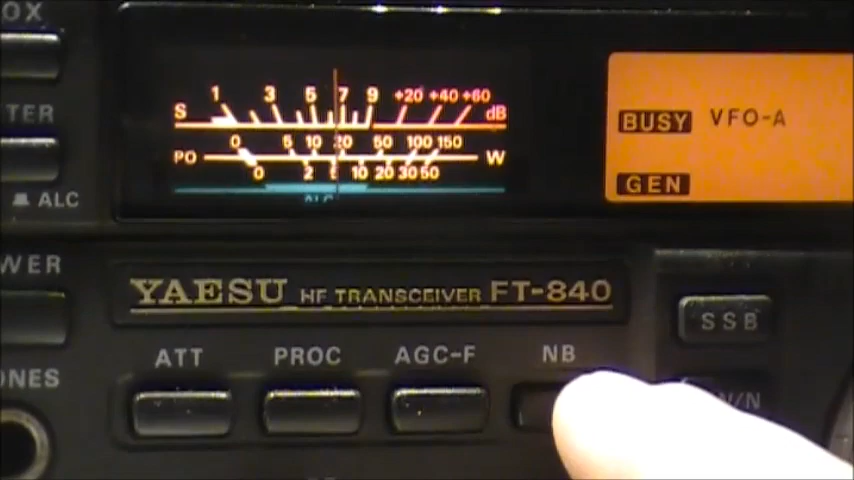 OX
TER
ALC
WER
ONES
1 3 5 7 9 +20 +40 +60
S dB
0 5 10 20 50 100 150
PO W
0 2 10 20 30 50
ALC
BUSY VFO-A
GEN
YAESU HF TRANSCEIVER FT-840
SSB
ATT PROC AGC-F NB
W/N